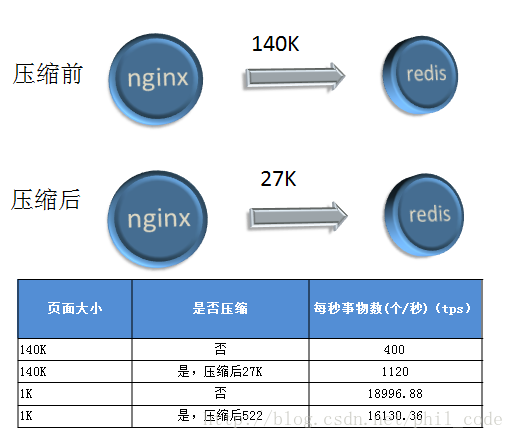 140K
压缩前 nginx redis
27K
压缩后 nginx redis
页面大小 是否压缩 每秒事物数(个/秒)（tps）
140K 否 400
140K 是，压缩后27K 1120
1K 否 18996.88
1K 是，压缩后522 16130.36
http://blog.csdn.net/phil_code